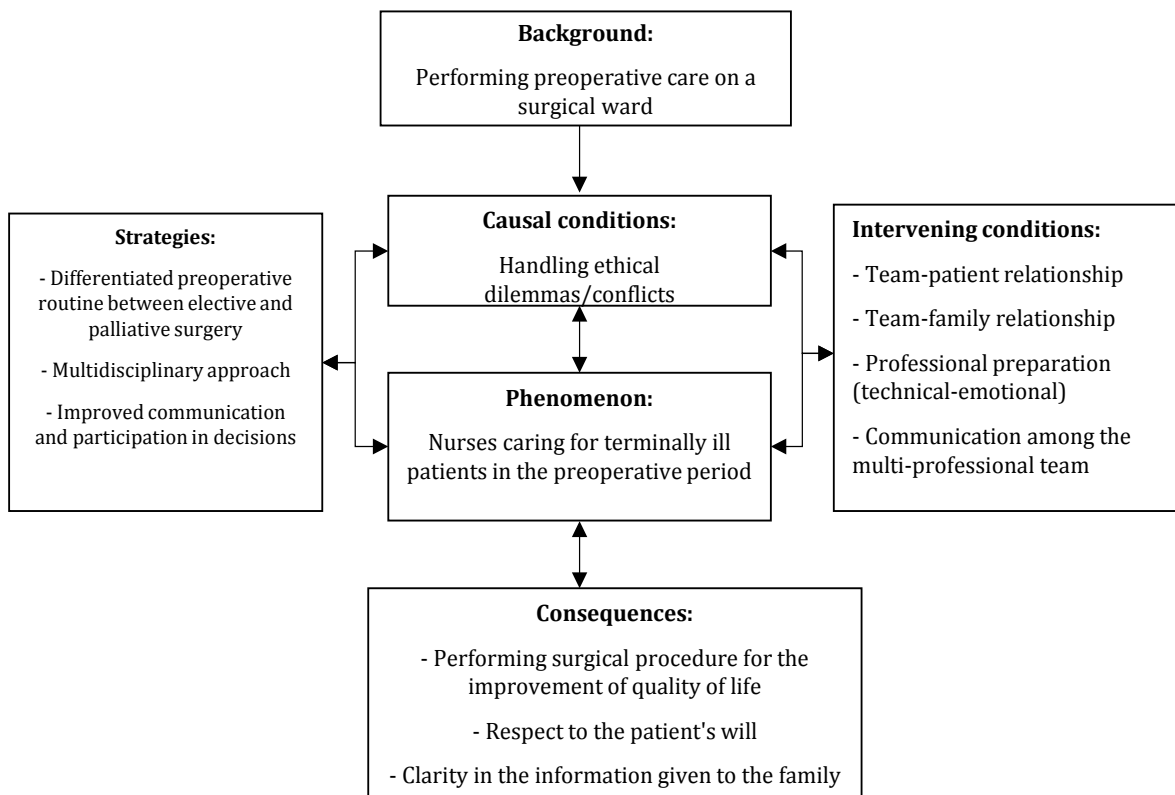 Background:
Performing preoperative care on a
surgical ward
Causal conditions:
Handling ethical
dilemmas/conflicts
Strategies:
- Differentiated preoperative
routine between elective and
palliative surgery
- Multidisciplinary approach
- Improved communication
and participation in decisions
Intervening conditions:
- Team-patient relationship
- Team-family relationship
- Professional preparation
(technical-emotional)
- Communication among the
multi-professional team
Phenomenon:
Nurses caring for terminally ill
patients in the preoperative period
Consequences:
- Performing surgical procedure for the
improvement of quality of life
- Respect to the patient's will
- Clarity in the information given to the family